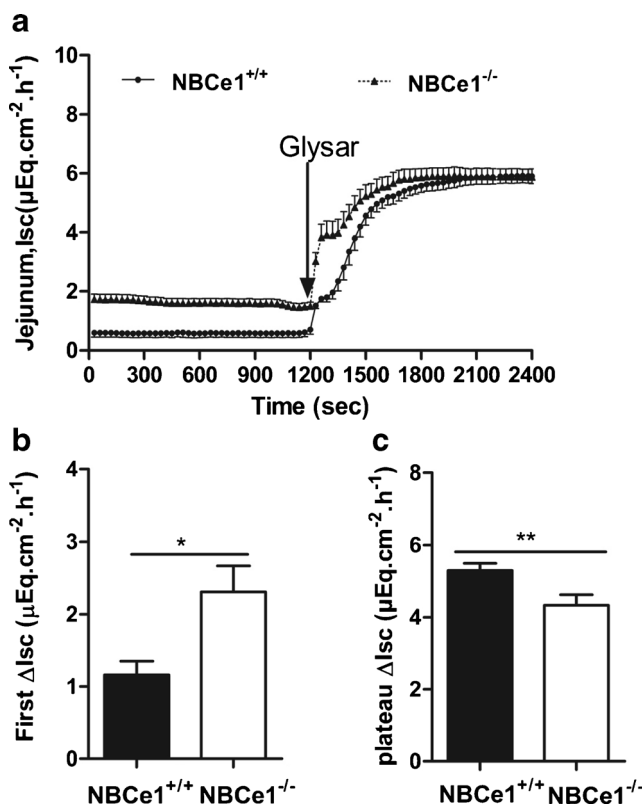 a
10
8
6
4
2
0
NBCe1+/+
NBCe1-/-
Glysar
Jejunum,Isc(µEq.cm-2.h-1)
0 300 600 900 1200 1500 1800 2100 2400
Time (sec)
b
4
3
2
1
0
First ΔIsc (µEq.cm-2.h-1)
*
NBCe1+/+ NBCe1-/-
c
8
6
4
2
0
plateau ΔIsc (µEq.cm-2.h-1)
**
NBCe1+/+ NBCe1-/-